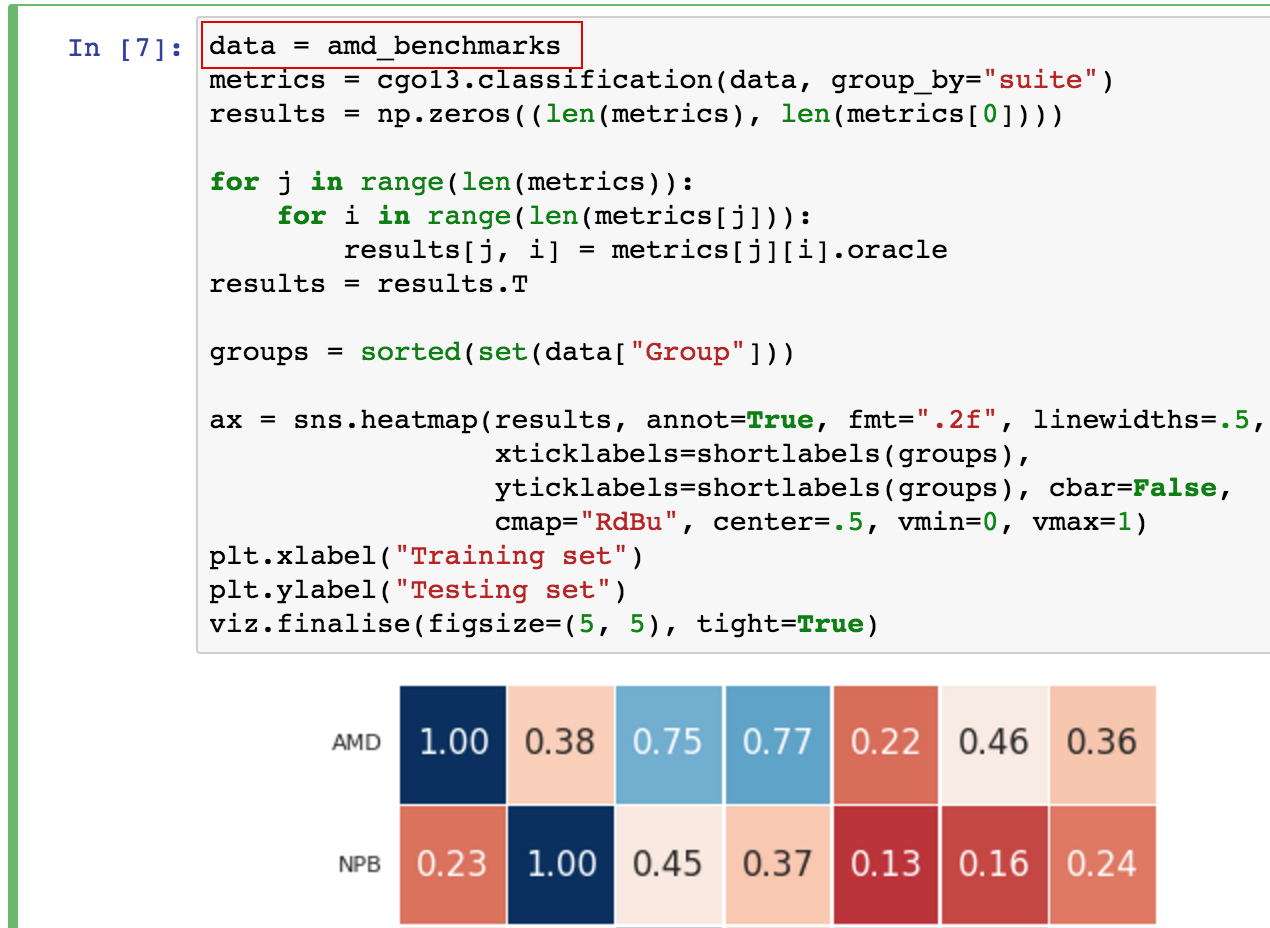 In [7]: data = amd_benchmarks
metrics = cgo13.classification(data, group_by="suite")
results = np.zeros((len(metrics), len(metrics[0])))
for j in range(len(metrics)):
    for i in range(len(metrics[j])):
        results[j, i] = metrics[j][i].oracle
results = results.T
groups = sorted(set(data["Group"]))
ax = sns.heatmap(results, annot=True, fmt=".2f", linewidths=.5,
                 xticklabels=shortlabels(groups),
                 yticklabels=shortlabels(groups), cbar=False,
                 cmap="RdBu", center=.5, vmin=0, vmax=1)
plt.xlabel("Training set")
plt.ylabel("Testing set")
viz.finalise(figsize=(5, 5), tight=True)
AMD 1.00 0.38 0.75 0.77 0.22 0.46 0.36
NPB 0.23 1.00 0.45 0.37 0.13 0.16 0.24